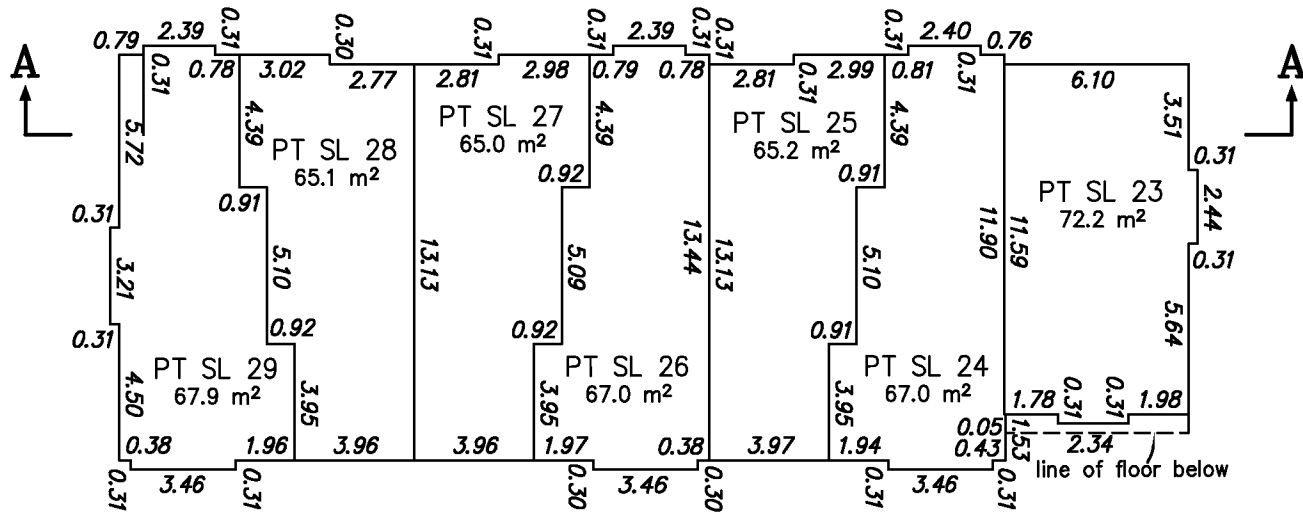 0.79 2.39 0.31 0.30 0.31 0.31 2.39 0.31 0.31 0.31 2.40 0.76
A A
0.31 0.78 3.02 2.77 2.81 2.98 0.79 0.78 2.81 0.31 2.99 0.81 0.31 6.10
5.72 4.39 4.39 4.39 3.51
PT SL 28
65.1 m²
PT SL 27
65.0 m²
PT SL 25
65.2 m²
0.31
0.91 0.92 0.91
PT SL 23
72.2 m²
2.44
0.31 11.90 11.59
3.21 5.10 13.13 5.09 13.44 13.13 5.10 0.31
0.31 0.92 0.92 0.91 5.64
PT SL 29
67.9 m²
PT SL 26
67.0 m²
PT SL 24
67.0 m²
4.50 3.95 3.95 3.95 1.78 0.31 0.31 1.98
0.38 1.96 3.96 3.96 1.97 0.38 3.97 1.94 0.05 0.43 1.53 2.34
line of floor below
0.31 3.46 0.31 0.30 3.46 0.30 0.31 3.46 0.31